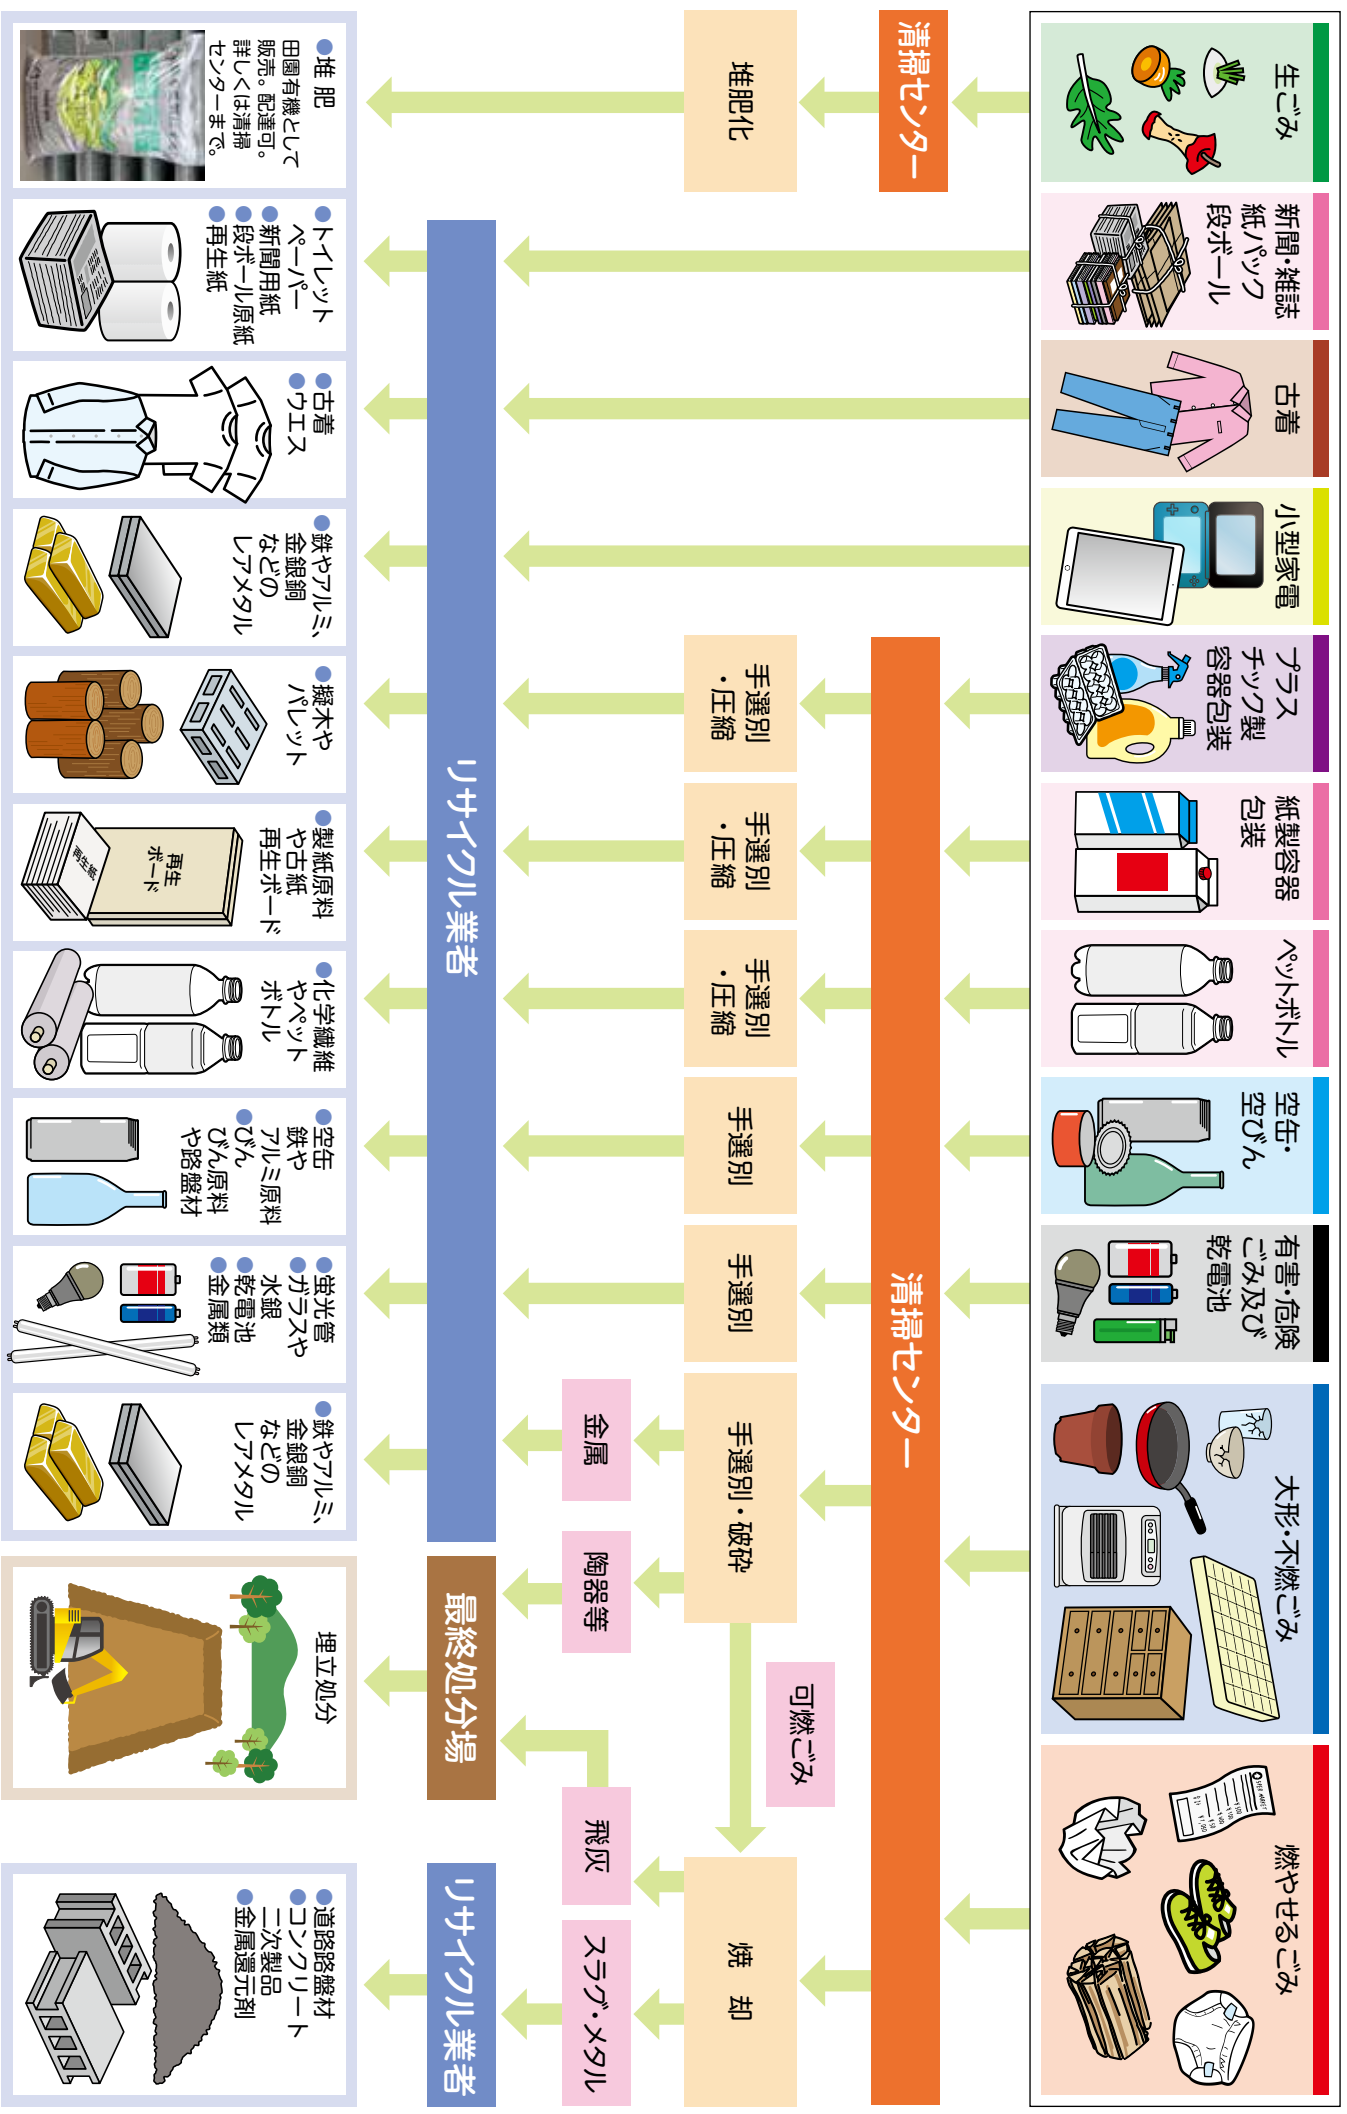 生ごみ
新聞・雑誌
紙パック
段ボール
古着
小型家電
プラス
チック製
容器包装
紙製容器
包装
ペットボトル
空缶・
空びん
有害・危険
ごみ及び
乾電池
大形・不燃ごみ
燃やせるごみ
清掃センター
清掃センター
堆肥化
手選別
・圧縮
手選別
・圧縮
手選別
・圧縮
手選別
手選別
手選別・破砕
可燃ごみ
焼 却
金属
陶器等
飛灰
スラグ・メタル
リサイクル業者
最終処分場
リサイクル業者
●堆 肥
田園有機として
販売。配達可。
詳しくは清掃
センターまで。
●トイレット
ペーパー
●新聞用紙
●段ボール原紙
●再生紙
●古着
●ウエス
●鉄やアルミ、
金銀銅
などの
レアメタル
●擬木や
パレット
●製紙原料
や古紙
再生ボード
再生
ボード
再生紙
●化学繊維
やペット
ボトル
●空缶
鉄や
アルミ原料
●びん
びん原料
や路盤材
●蛍光管
●ガラスや
水銀
●乾電池
●金属類
●鉄やアルミ、
金銀銅
などの
レアメタル
埋立処分
●道路路盤材
●コンクリート
二次製品
●金属還元剤